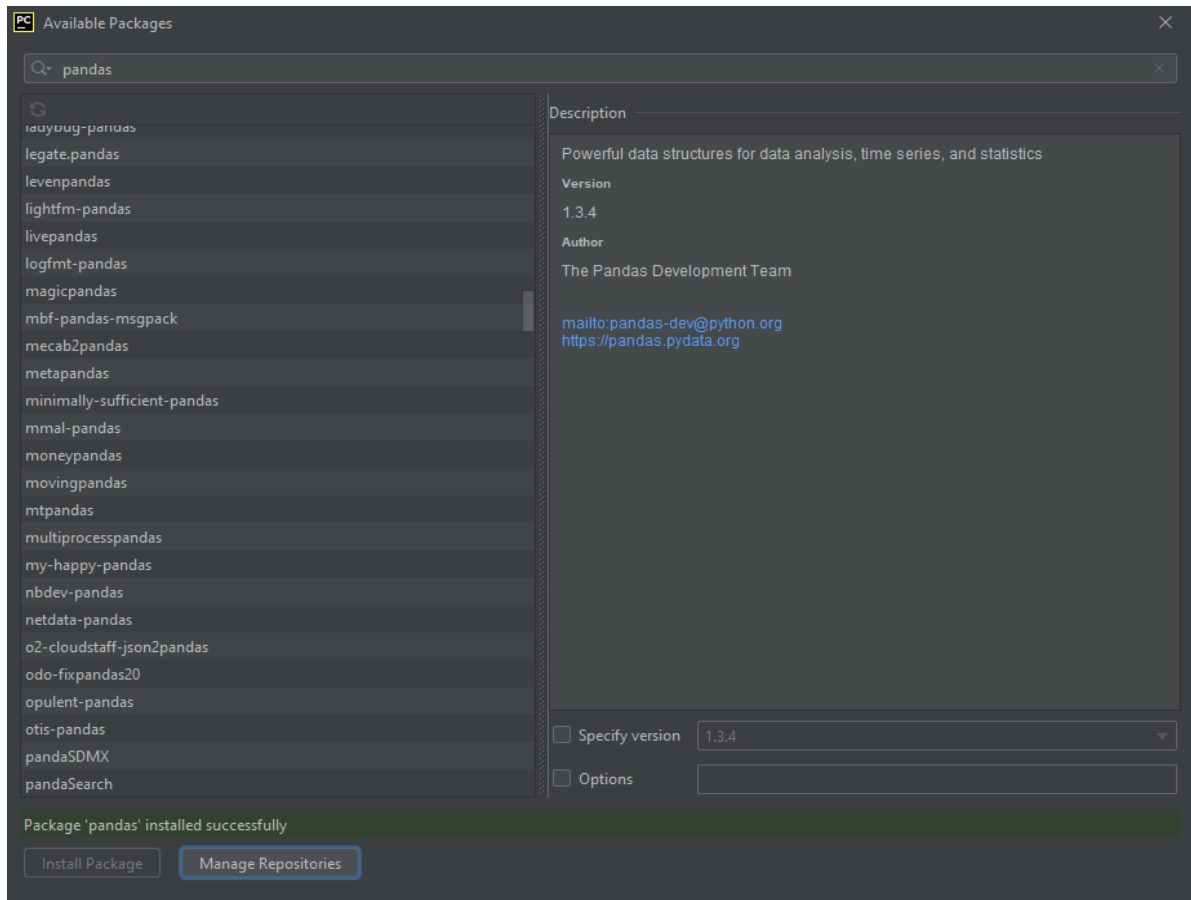 PC Available Packages
pandas
ladybug-pandas
legate.pandas
levenpandas
lightfm-pandas
livepandas
logfmt-pandas
magicpandas
mbf-pandas-msgpack
mecab2pandas
metapandas
minimally-sufficient-pandas
mmal-pandas
moneypandas
movingpandas
mtpandas
multiprocesspandas
my-happy-pandas
nbdev-pandas
netdata-pandas
o2-cloudstaff-json2pandas
odo-fixpandas20
opulent-pandas
otis-pandas
pandaSDMX
pandaSearch
Description
Powerful data structures for data analysis, time series, and statistics
Version
1.3.4
Author
The Pandas Development Team
mailto:pandas-dev@python.org
https://pandas.pydata.org
Specify version 1.3.4
Options
Package 'pandas' installed successfully
Install Package Manage Repositories